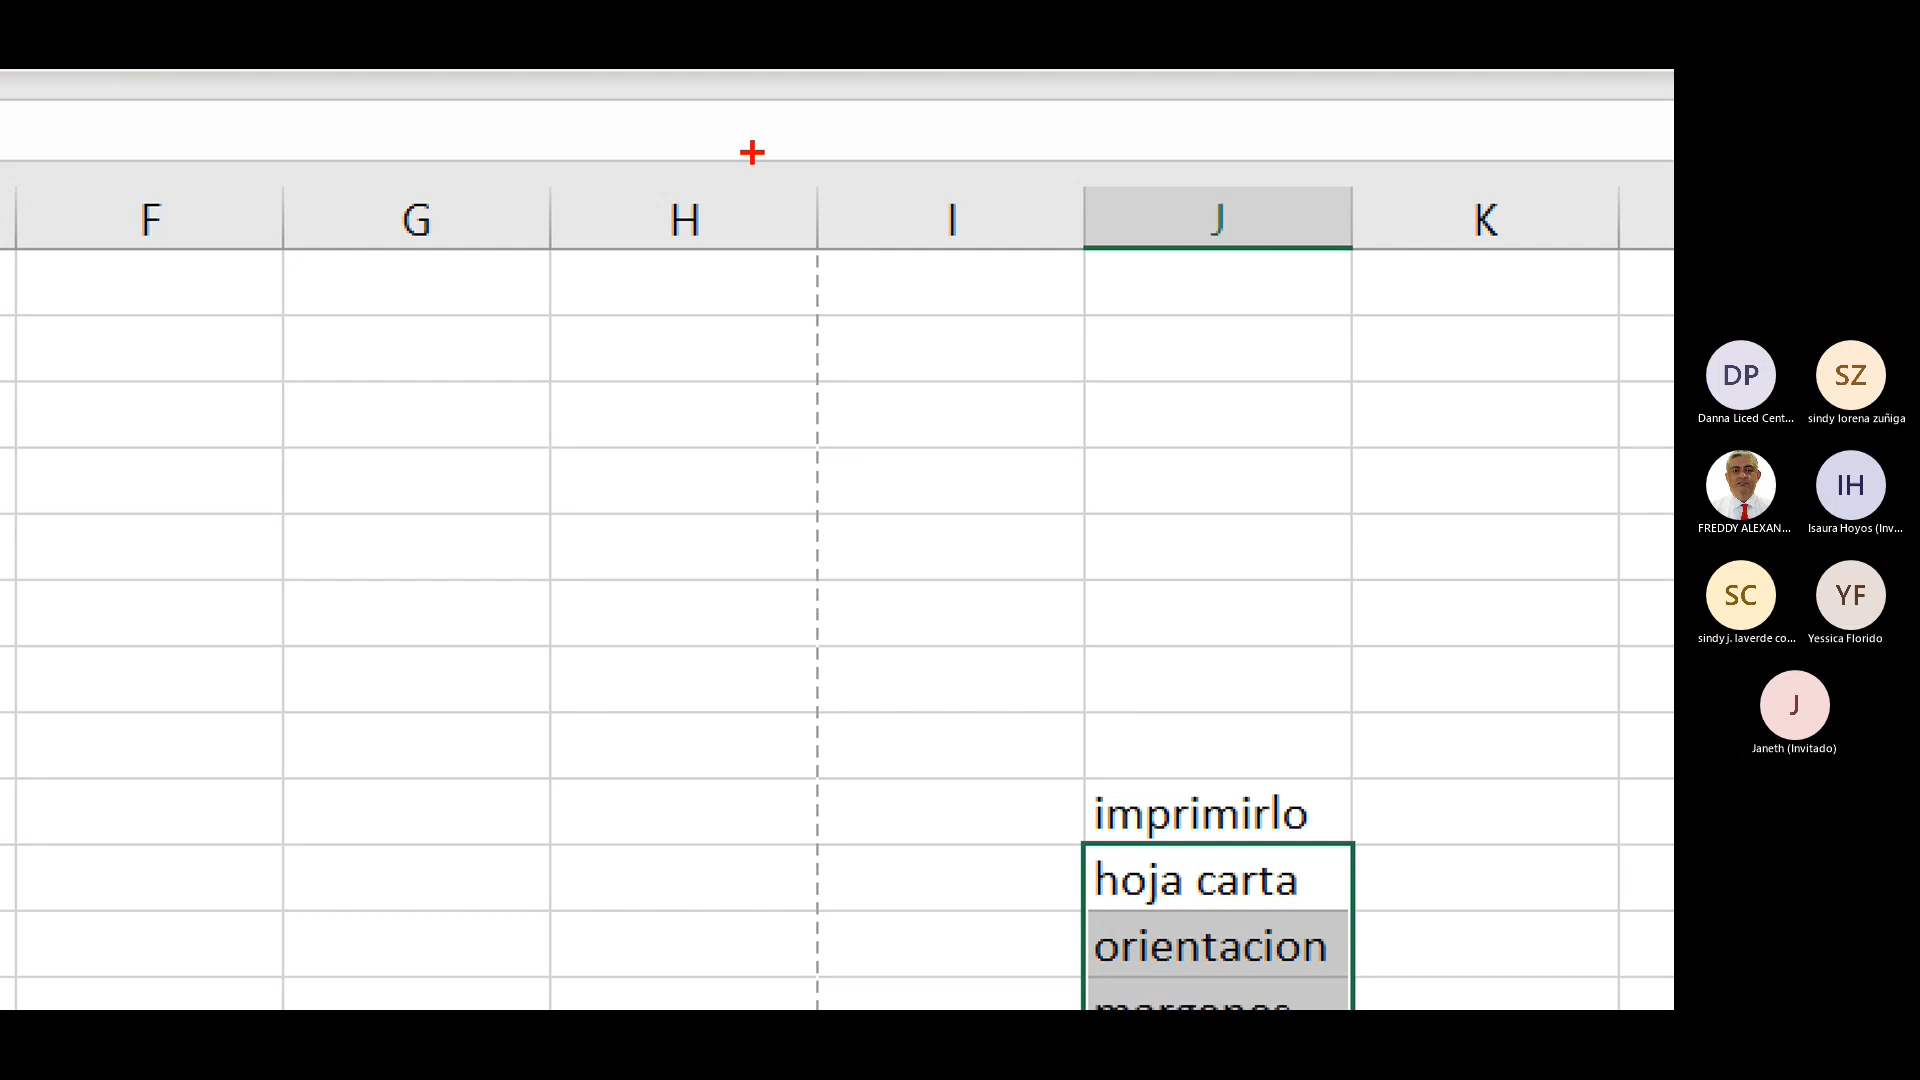 F G H I J K
imprimirlo
hoja carta
orientacion
margenes
DP SZ
Danna Liced Cent... sindy lorena zuñiga
FREDDY ALEXAN... IH
Isaura Hoyos (Inv...
SC YF
sindy j. laverde co... Yessica Florido
J
Janeth (Invitado)